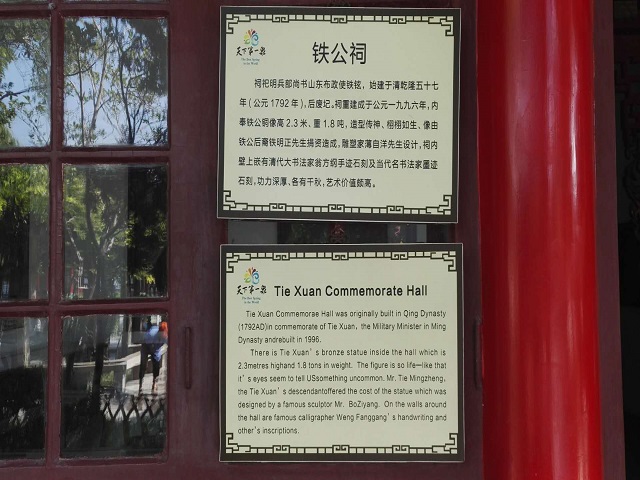 天下第一泉
The Best Spring
in the World
铁公祠
祠祀明兵部尚书山东布政使铁铉，始建于清乾隆五十七
年（公元1792年），后废圮，祠重建成于公元一九九六年，内
奉铁公铜像高2.3米、重1.8吨，造型传神、栩栩如生、像由
铁公后裔铁明正先生捐资造成，雕塑家薄自洋先生设计，祠内
壁上嵌有清代大书法家翁方纲手迹石刻及当代名书法家墨迹
石刻，功力深厚、各有千秋，艺术价值颇高。
天下第一泉
The Best Spring
in the World
Tie Xuan Commemorate Hall
Tie Xuan Commemorae Hall was originally built in Qing Dynasty
(1792AD)in commemorate of Tie Xuan, the Military Minister in Ming
Dynasty andrebuilt in 1996.
There is Tie Xuan's bronze statue inside the hall which is
2.3metres highand 1.8 tons in weight. The figure is so life—like that
it's eyes seem to tell USsomething uncommon. Mr. Tie Mingzheng,
the Tie Xuan's descendantoffered the cost of the statue which was
designed by a famous sculptor Mr. BoZiyang. On the walls around
the hall are famous calligrapher Weng Fanggang's handwriting and
other's inscriptions.